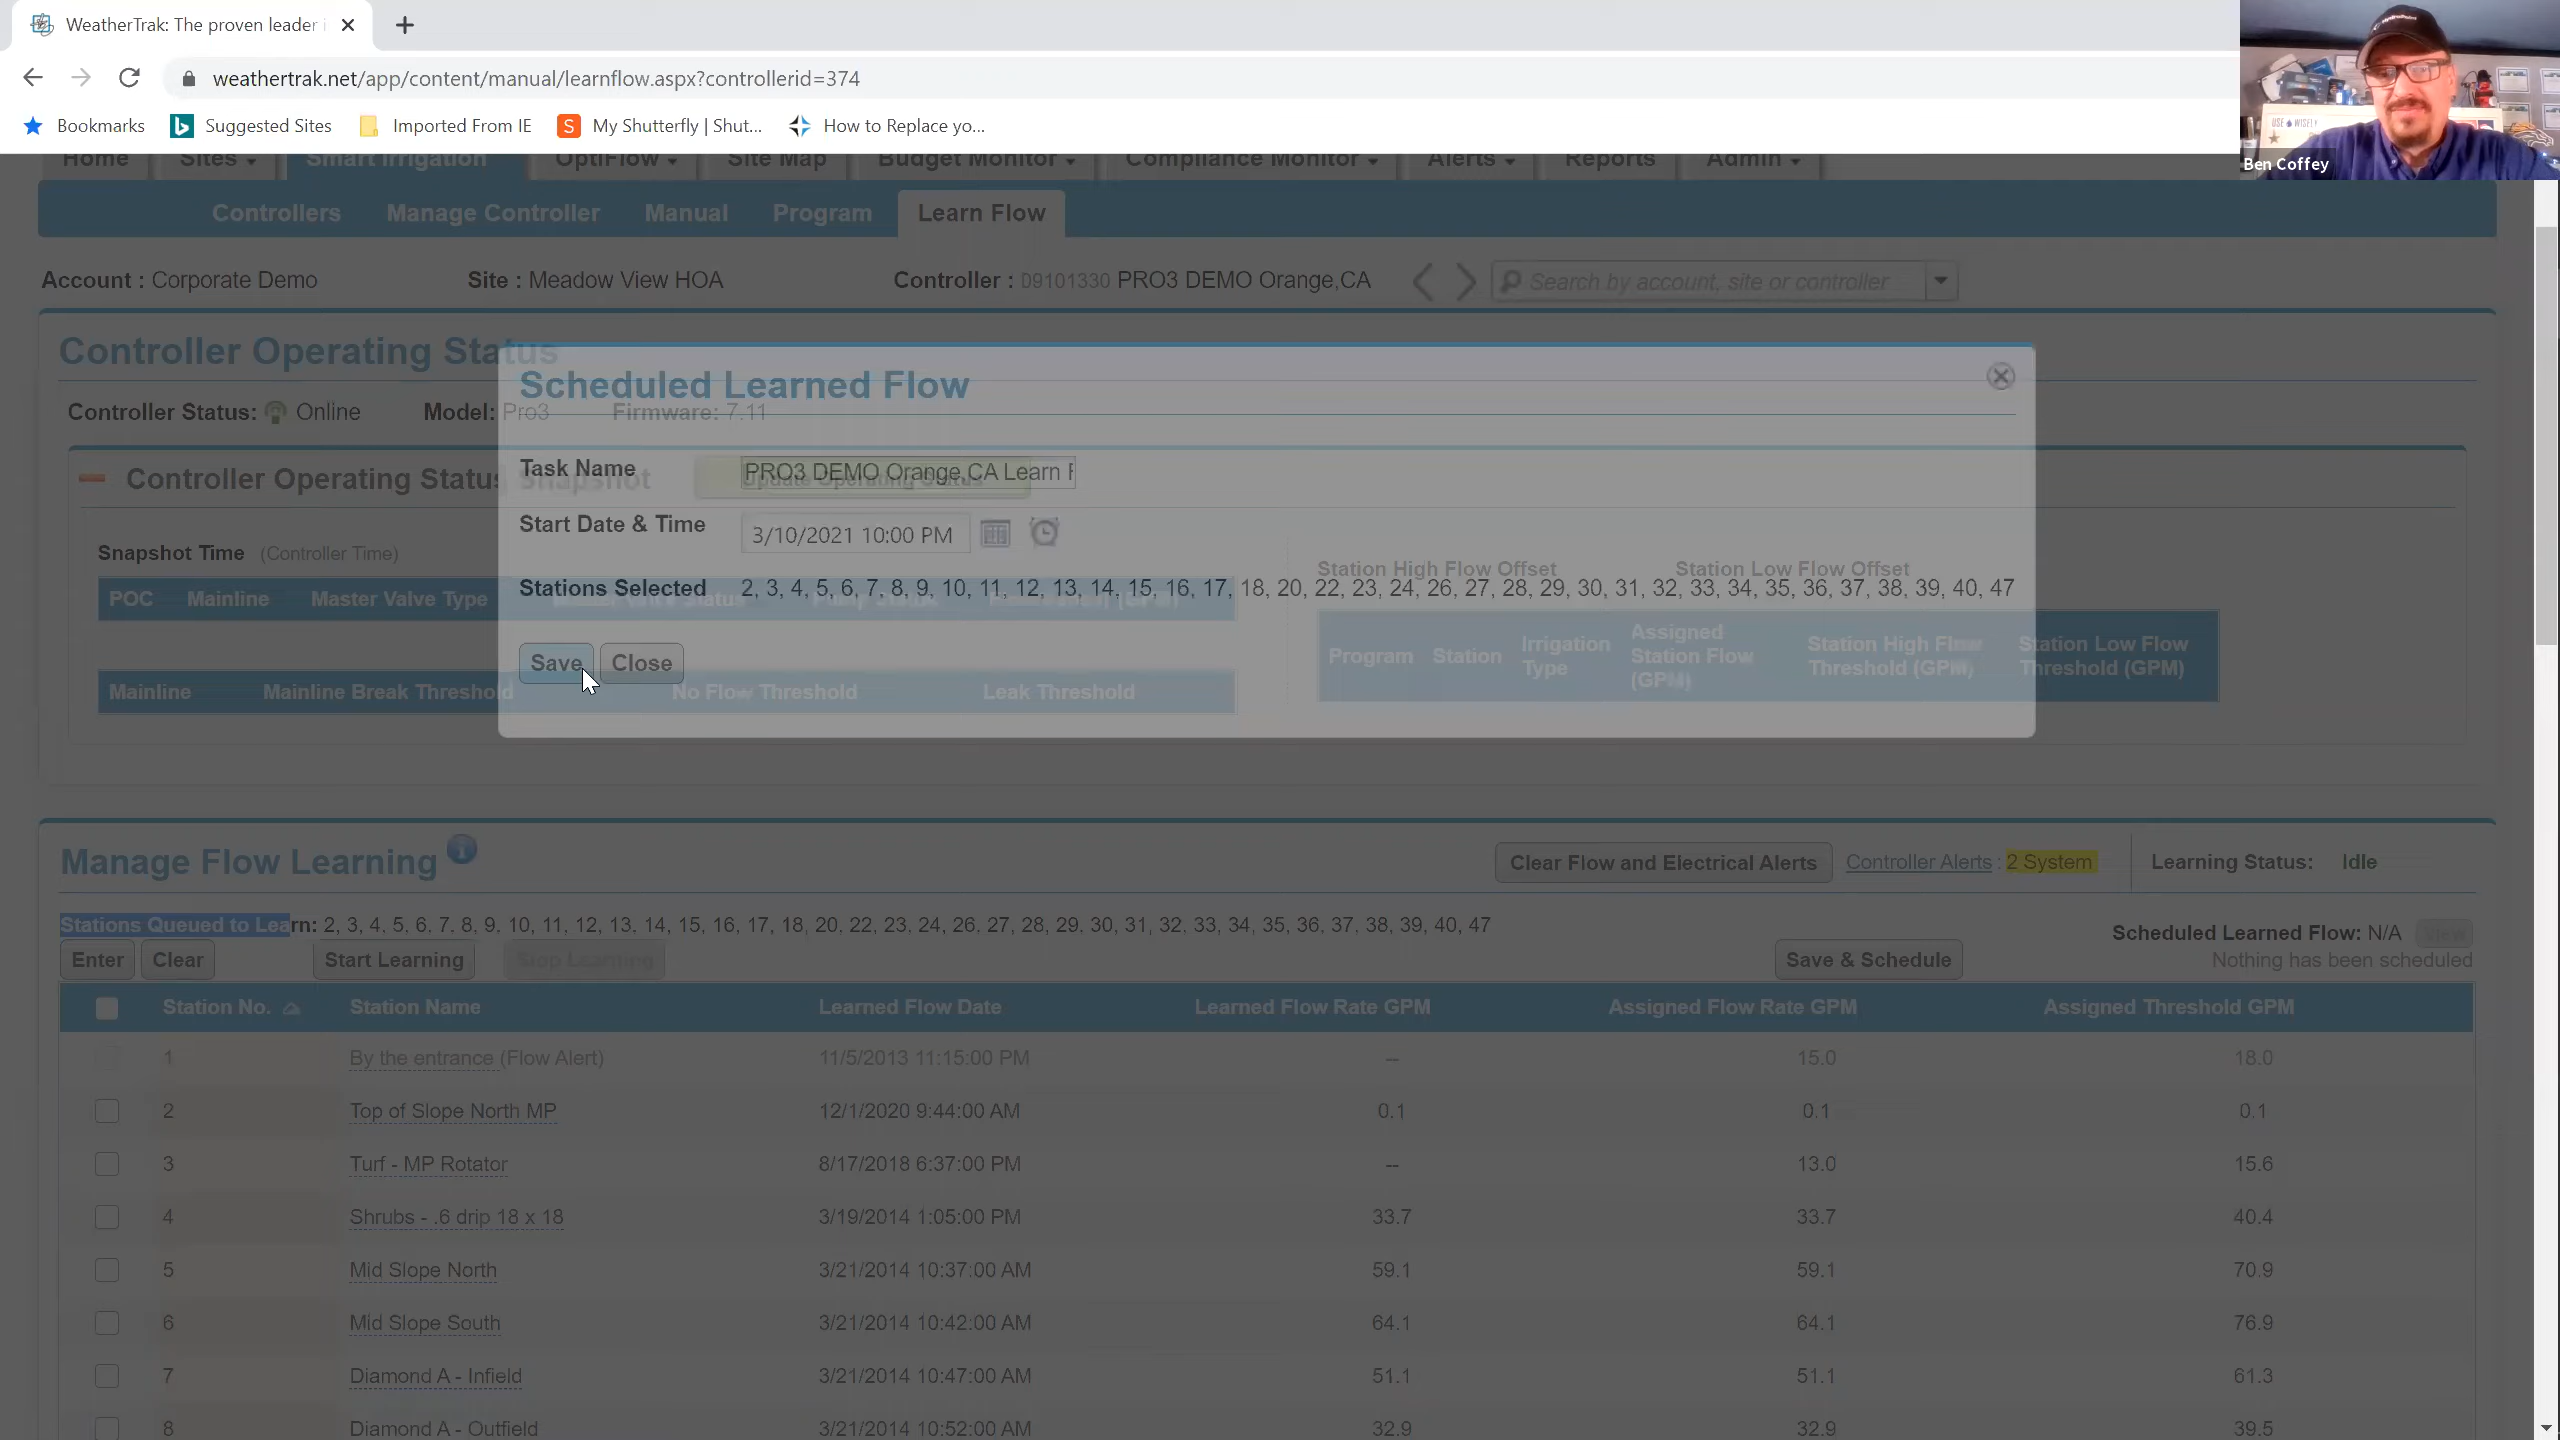 WeatherTrak: The proven leader i
weathertrak.net/app/content/manual/learnflow.aspx?controllerid=374
Bookmarks Suggested Sites Imported From IE My Shutterfly | Shut... How to Replace yo...
USE WISELY
Ben Coffey
Home Sites Smart Irrigation OptiFlow Site Map Budget Monitor Compliance Monitor Alerts Reports Admin
Controllers Manage Controller Manual Program Learn Flow
Account : Corporate Demo Site : Meadow View HOA Controller : 09101330 PRO3 DEMO Orange,CA Search by account, site or controller
Controller Operating Status
Scheduled Learned Flow
Controller Status: Online Model: Pro3 Firmware: 7.11
Task Name PRO3 DEMO Orange,CA Learn F
Controller Operating Status Snapshot Update Operating Status
Start Date & Time 3/10/2021 10:00 PM
Snapshot Time (Controller Time)
Station High Flow Offset Station Low Flow Offset
Stations Selected 2, 3, 4, 5, 6, 7, 8, 9, 10, 11, 12, 13, 14, 15, 16, 17, 18, 20, 22, 23, 24, 26, 27, 28, 29, 30, 31, 32, 33, 34, 35, 36, 37, 38, 39, 40, 47
POC Mainline Master Valve Type
Program Station Irrigation Type Assigned Station Flow (GPM) Station High Flow Threshold (GPM) Station Low Flow Threshold (GPM)
Save Close
Mainline Mainline Break Threshold No Flow Threshold Leak Threshold
Manage Flow Learning Clear Flow and Electrical Alerts Controller Alerts : 2 System Learning Status: Idle
Stations Queued to Learn: 2, 3, 4, 5, 6, 7, 8, 9, 10, 11, 12, 13, 14, 15, 16, 17, 18, 20, 22, 23, 24, 26, 27, 28, 29, 30, 31, 32, 33, 34, 35, 36, 37, 38, 39, 40, 47
Scheduled Learned Flow: N/A View
Enter Clear Start Learning Stop Learning Save & Schedule Nothing has been scheduled
Station No. Station Name Learned Flow Date Learned Flow Rate GPM Assigned Flow Rate GPM Assigned Threshold GPM
1 By the entrance (Flow Alert) 11/5/2013 11:15:00 PM -- 15.0 18.0
2 Top of Slope North MP 12/1/2020 9:44:00 AM 0.1 0.1 0.1
3 Turf - MP Rotator 8/17/2018 6:37:00 PM -- 13.0 15.6
4 Shrubs - .6 drip 18 x 18 3/19/2014 1:05:00 PM 33.7 33.7 40.4
5 Mid Slope North 3/21/2014 10:37:00 AM 59.1 59.1 70.9
6 Mid Slope South 3/21/2014 10:42:00 AM 64.1 64.1 76.9
7 Diamond A - Infield 3/21/2014 10:47:00 AM 51.1 51.1 61.3
8 Diamond A - Outfield 3/21/2014 10:52:00 AM 32.9 32.9 39.5